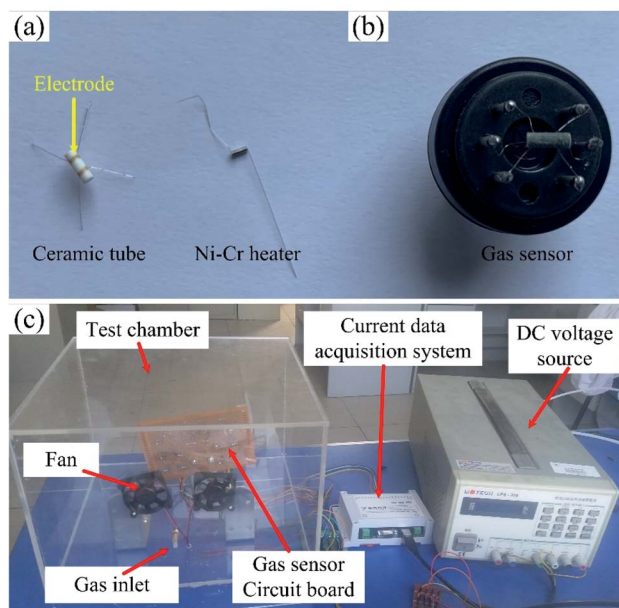 (a)
Electrode
Ceramic tube
Ni-Cr heater
(b)
Gas sensor
(c)
Test chamber
Current data
acquisition system
DC voltage
source
Fan
Gas inlet
Gas sensor
Circuit board